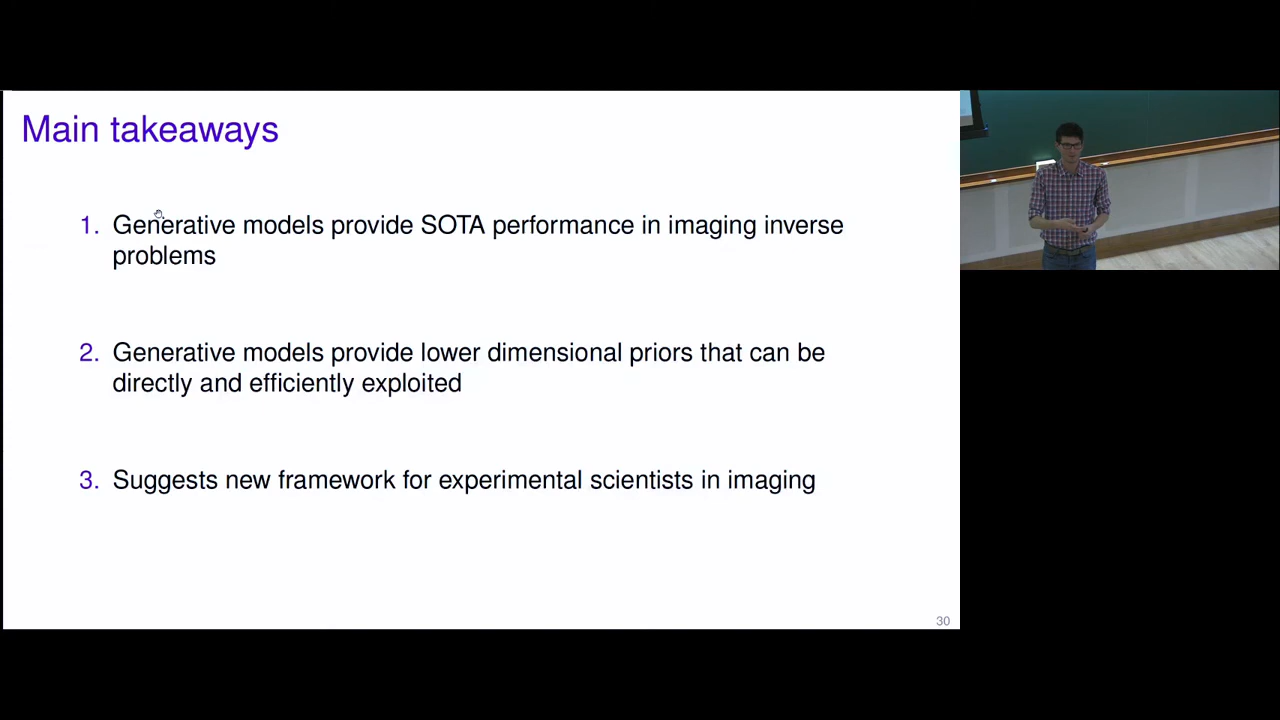 Main takeaways
1. Generative models provide SOTA performance in imaging inverse
problems
2. Generative models provide lower dimensional priors that can be
directly and efficiently exploited
3. Suggests new framework for experimental scientists in imaging
30